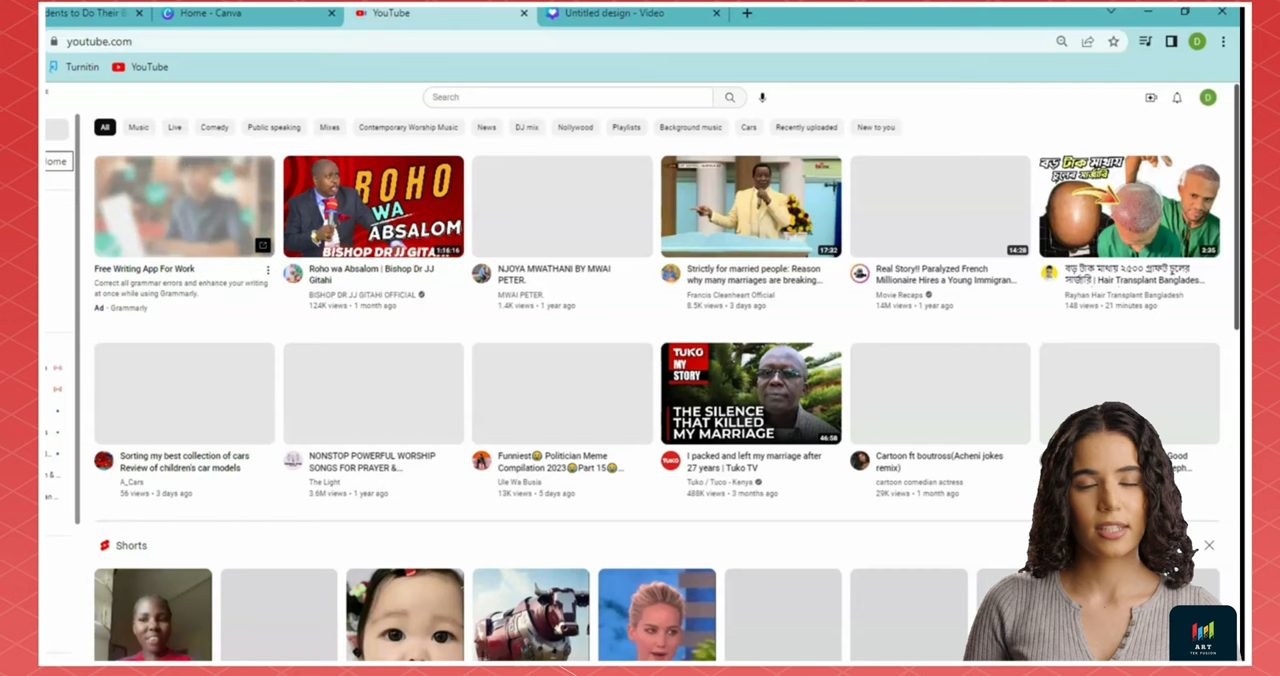 dents to Do Their B
Home - Canva
YouTube
Untitled design - Video
youtube.com
Turnitin
YouTube
Search
All
Music
Live
Comedy
Public speaking
Mixes
Contemporary Worship Music
News
DJ mix
Nollywood
Playlists
Background music
Cars
Recently uploaded
New to you
ome
ROHO
WA
ABSALOM
BISHOP DR JJ GITAH
1:16:16
17:32
14:28
বড় টাক মাথায়
চুলের সার্জারি
3:35
Free Writing App For Work
Correct all grammar errors and enhance your writing
at once while using Grammarly.
Ad · Grammarly
Roho wa Absalom | Bishop Dr JJ
Gitahi
BISHOP DR JJ GITAHI OFFICIAL
124K views • 1 month ago
NJOYA MWATHANI BY MWAI
PETER.
MWAI PETER.
1.4K views • 1 year ago
Strictly for married people: Reason
why many marriages are breaking...
Francis Cleanheart Official
8.5K views • 3 days ago
Real Story!! Paralyzed French
Millionaire Hires a Young Immigran...
Movie Recaps
14M views • 1 year ago
বড় টাক মাথায় ২৫০০ গ্রাফট চুলের
সার্জারি | Hair Transplant Banglades...
Rayhan Hair Transplant Bangladesh
148 views • 21 minutes ago
TUKO
MY
STORY
THE SILENCE
THAT KILLED
MY MARRIAGE
46:58
Sorting my best collection of cars
Review of children's car models
A_Cars
56 views • 3 days ago
NONSTOP POWERFUL WORSHIP
SONGS FOR PRAYER &...
The Light
3.6M views • 1 year ago
Funniest😂 Politician Meme
Compilation 2023😂Part 15😂...
Ule Wa Busia
13K views • 5 days ago
I packed and left my marriage after
27 years | Tuko TV
Tuko / Tuco - Kenya
488K views • 3 months ago
Cartoon ft boutross(Acheni jokes
remix)
cartoon comedian actress
29K views • 1 month ago
Good
eph...
Shorts
ART
TEK FUSION